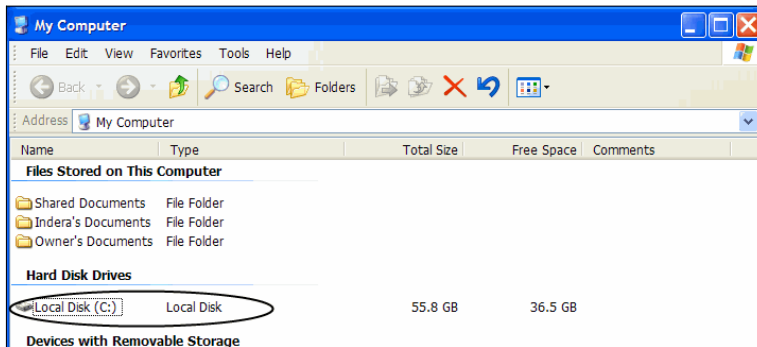 My Computer
File Edit View Favorites Tools Help
Back Search Folders
Address My Computer
Name Type Total Size Free Space Comments
Files Stored on This Computer
Shared Documents File Folder
Indera's Documents File Folder
Owner's Documents File Folder
Hard Disk Drives
Local Disk (C:) Local Disk 55.8 GB 36.5 GB
Devices with Removable Storage